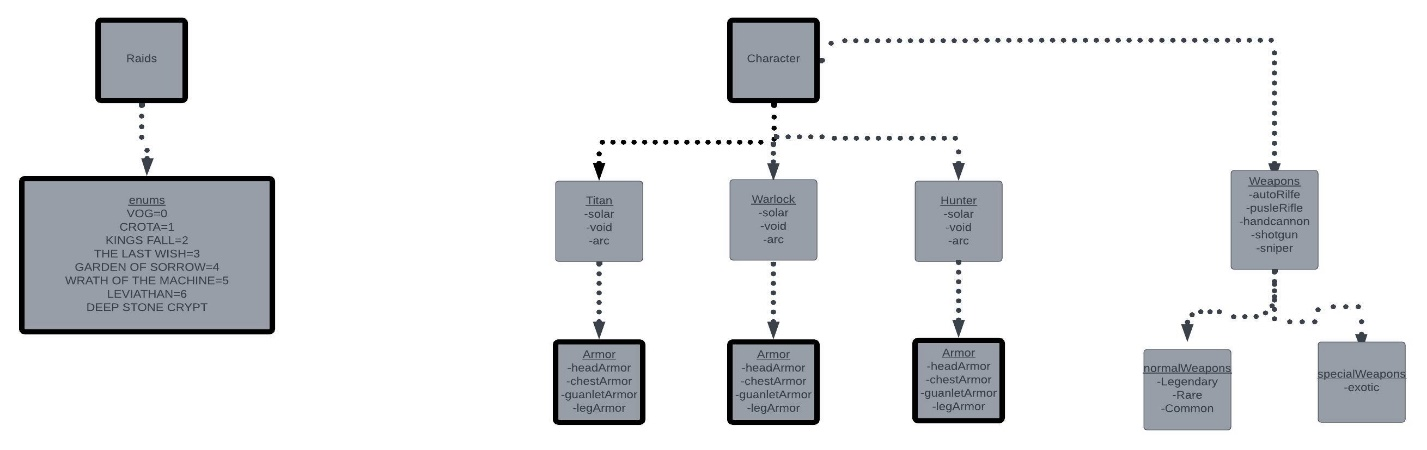 Raids
enums
VOG=0
CROTA=1
KINGS FALL=2
THE LAST WISH=3
GARDEN OF SORROW=4
WRATH OF THE MACHINE=5
LEVIATHAN=6
DEEP STONE CRYPT
Character
Titan
-solar
-void
-arc
Warlock
-solar
-void
-arc
Hunter
-solar
-void
-arc
Weapons
-autoRilfe
-pusleRifle
-handcannon
-shotgun
-sniper
Armor
-headArmor
-chestArmor
-guanletArmor
-legArmor
Armor
-headArmor
-chestArmor
-guanletArmor
-legArmor
Armor
-headArmor
-chestArmor
-guanletArmor
-legArmor
normalWeapons
-Legendary
-Rare
-Common
specialWeapons
-exotic